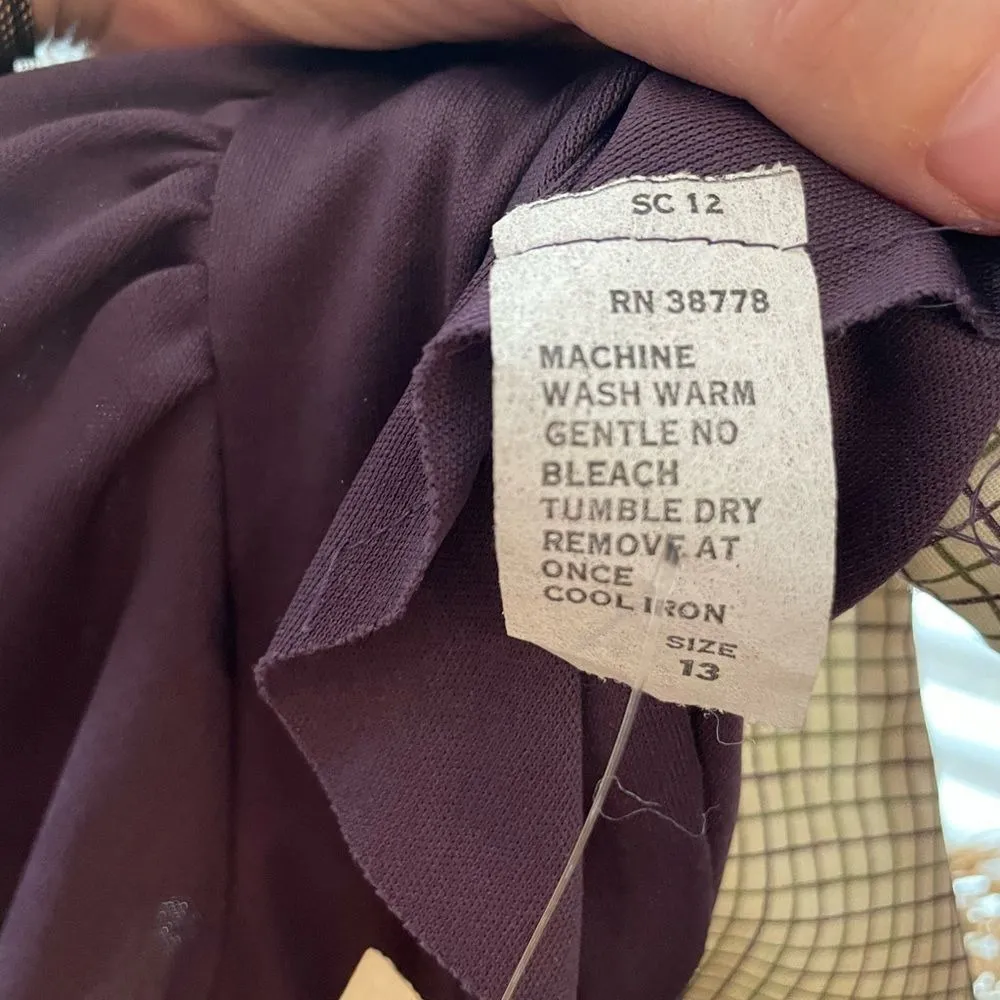 SC 12
RN 38778
MACHINE
WASH WARM
GENTLE NO
BLEACH
TUMBLE DRY
REMOVE AT
ONCE
COOL IRON
SIZE
13